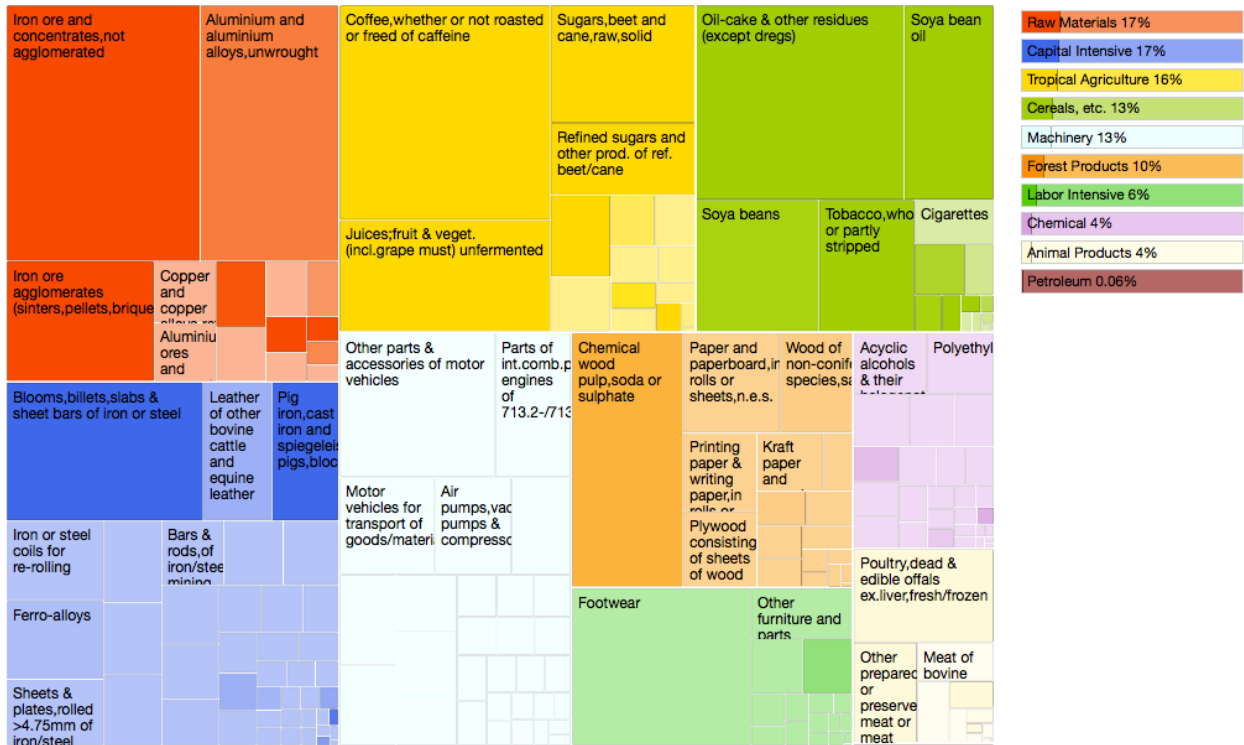 Iron ore and
concentrates,not
agglomerated
Aluminium and
aluminium
alloys,unwrought
Iron ore
agglomerates
(sinters,pellets,brique
Copper
and
copper
Aluminiu
ores
and
Coffee,whether or not roasted
or freed of caffeine
Sugars,beet and
cane,raw,solid
Refined sugars and
other prod. of ref.
beet/cane
Juices;fruit & veget.
(incl.grape must) unfermented
Oil-cake & other residues
(except dregs)
Soya bean
oil
Soya beans
Tobacco,who
or partly
stripped
Cigarettes
Blooms,billets,slabs &
sheet bars of iron or steel
Leather
of other
bovine
cattle
and
equine
leather
Pig
iron,cast
iron and
spiegeleis
pigs,bloc
Iron or steel
coils for
re-rolling
Bars &
rods,of
iron/stee
mining
Ferro-alloys
Sheets &
plates,rolled
>4.75mm of
iron/steel
Other parts &
accessories of motor
vehicles
Parts of
int.comb.p
engines
of
713.2-/713
Motor
vehicles for
transport of
goods/materi
Air
pumps,vac
pumps &
compresso
Chemical
wood
pulp,soda or
sulphate
Paper and
paperboard,in
rolls or
sheets,n.e.s.
Wood of
non-conife
species,sa
Printing
paper &
writing
paper,in
rolls or
Kraft
paper
and
Plywood
consisting
of sheets
of wood
Footwear
Other
furniture and
parts
Acyclic
alcohols
& their
Polyethyl
Poultry,dead &
edible offals
ex.liver,fresh/frozen
Other
prepared
or
preserve
meat or
meat
Meat of
bovine
Raw Materials 17%
Capital Intensive 17%
Tropical Agriculture 16%
Cereals, etc. 13%
Machinery 13%
Forest Products 10%
Labor Intensive 6%
Chemical 4%
Animal Products 4%
Petroleum 0.06%